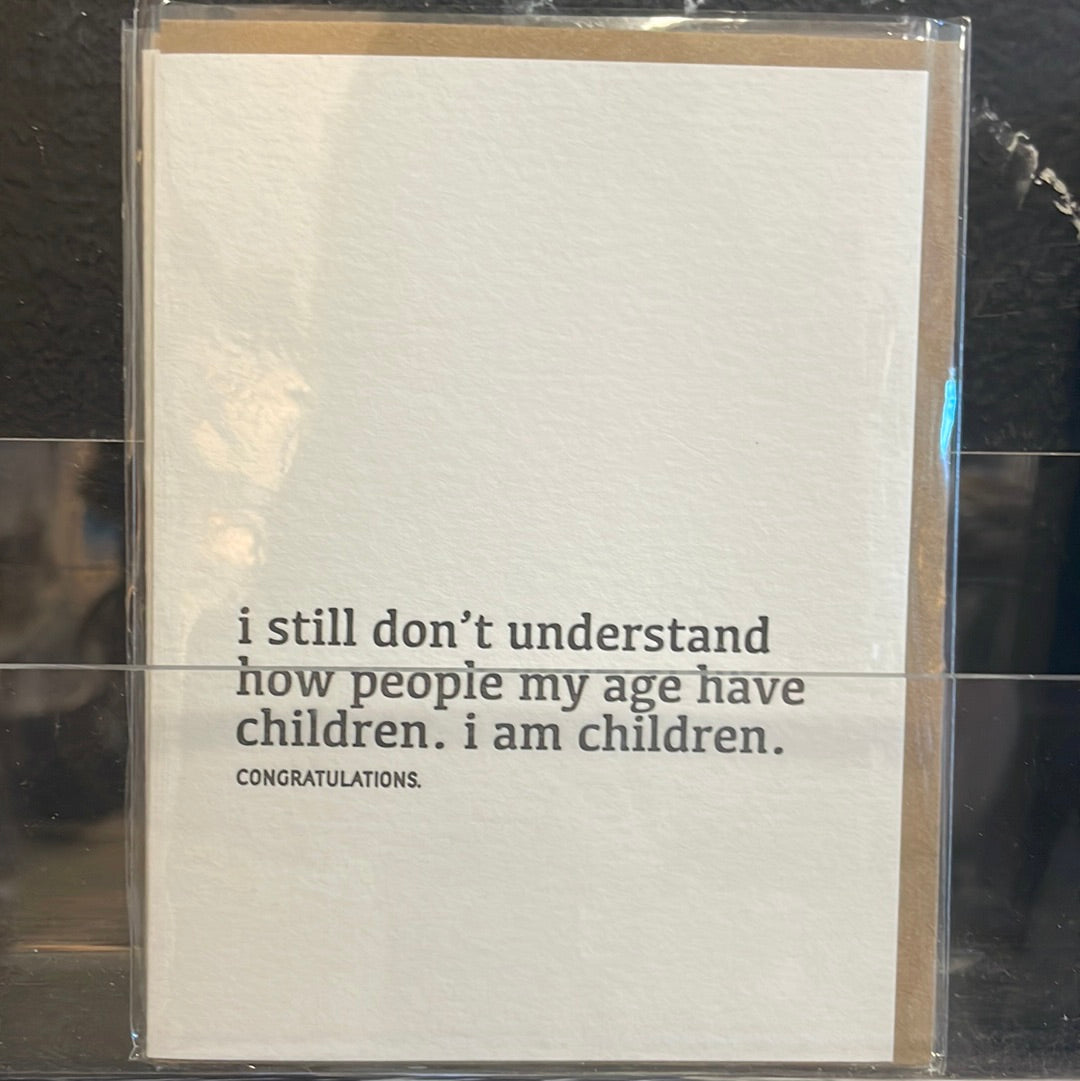 i still don’t understand
how people my age have
children. i am children.
CONGRATULATIONS.